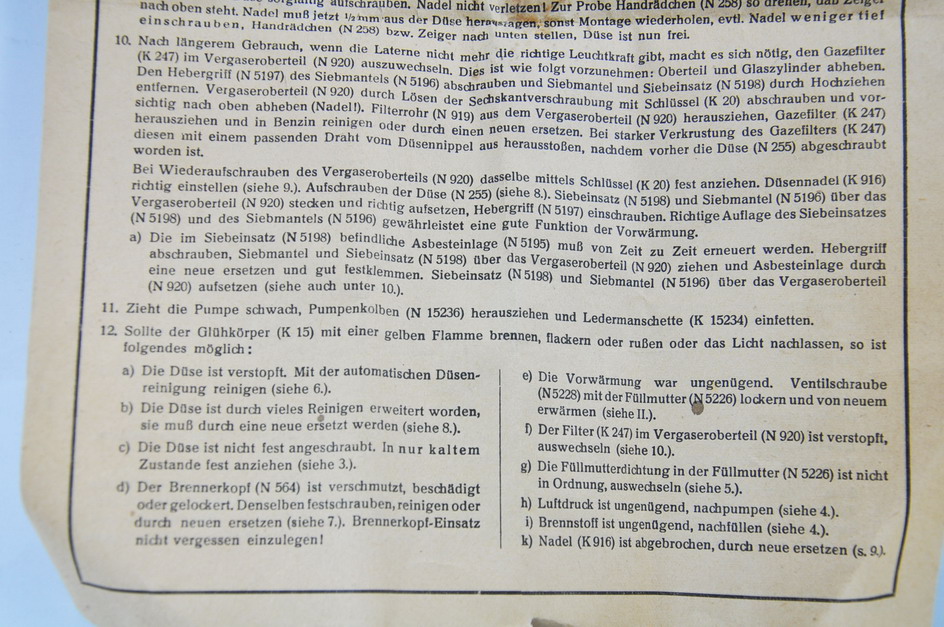 sorgfältig aufschrauben. Nadel nicht verletzen! Zur Probe Handrädchen (N 258) so drehen, daß Zeiger
nach oben steht. Nadel muß jetzt ½ mm aus der Düse herausragen, sonst Montage wiederholen, evtl. Nadel weniger tief
einschrauben, Handrädchen (N 258) bzw. Zeiger nach unten stellen, Düse ist nun frei.
10. Nach längerem Gebrauch, wenn die Laterne nicht mehr die richtige Leuchtkraft gibt, macht es sich nötig, den Gazefilter
(K 247) im Vergaseroberteil (N 920) auszuwechseln. Dies ist wie folgt vorzunehmen: Oberteil und Glaszylinder abheben.
Den Hebergriff (N 5197) des Siebmantels (N 5196) abschrauben und Siebmantel und Siebeinsatz (N 5198) durch Hochziehen
entfernen. Vergaseroberteil (N 920) durch Lösen der Sechskantverschraubung mit Schlüssel (K 20) abschrauben und vor-
sichtig nach oben abheben (Nadel!). Filterrohr (N 919) aus dem Vergaseroberteil (N 920) herausziehen, Gazefilter (K 247)
herausziehen und in Benzin reinigen oder durch einen neuen ersetzen. Bei starker Verkrustung des Gazefilters (K 247)
diesen mit einem passenden Draht vom Düsennippel aus herausstoßen, nachdem vorher die Düse (N 255) abgeschraubt
worden ist.
Bei Wiederaufschrauben des Vergaseroberteils (N 920) dasselbe mittels Schlüssel (K 20) fest anziehen. Düsennadel (K 916)
richtig einstellen (siehe 9.). Aufschrauben der Düse (N 255) (siehe 8.). Siebeinsatz (N 5198) und Siebmantel (N 5196) über das
Vergaseroberteil (N 920) stecken und richtig aufsetzen, Hebergriff (N 5197) einschrauben. Richtige Auflage des Siebeinsatzes
(N 5198) und des Siebmantels (N 5196) gewährleistet eine gute Funktion der Vorwärmung.
a) Die im Siebeinsatz (N 5198) befindliche Asbesteinlage (N 5195) muß von Zeit zu Zeit erneuert werden. Hebergriff
abschrauben, Siebmantel und Siebeinsatz (N 5198) über das Vergaseroberteil (N 920) ziehen und Asbesteinlage durch
eine neue ersetzen und gut festklemmen. Siebeinsatz (N 5198) und Siebmantel (N 5196) über das Vergaseroberteil
(N 920) aufsetzen (siehe auch unter 10.).
11. Zieht die Pumpe schwach, Pumpenkolben (N 15236) herausziehen und Ledermanschette (K 15234) einfetten.
12. Sollte der Glühkörper (K 15) mit einer gelben Flamme brennen, flackern oder rußen oder das Licht nachlassen, so ist
folgendes möglich:
a) Die Düse ist verstopft. Mit der automatischen Düsen-
reinigung reinigen (siehe 6.).
b) Die Düse ist durch vieles Reinigen erweitert worden,
sie muß durch eine neue ersetzt werden (siehe 8.).
c) Die Düse ist nicht fest angeschraubt. In nur kaltem
Zustande fest anziehen (siehe 3.).
d) Der Brennerkopf (N 564) ist verschmutzt, beschädigt
oder gelockert. Denselben festschrauben, reinigen oder
durch neuen ersetzen (siehe 7.). Brennerkopf-Einsatz
nicht vergessen einzulegen!
e) Die Vorwärmung war ungenügend. Ventilschraube
(N 5228) mit der Füllmutter (N 5226) lockern und von neuem
erwärmen (siehe II.).
f) Der Filter (K 247) im Vergaseroberteil (N 920) ist verstopft,
auswechseln (siehe 10.).
g) Die Füllmutterdichtung in der Füllmutter (N 5226) ist nicht
in Ordnung, auswechseln (siehe 5.).
h) Luftdruck ist ungenügend, nachpumpen (siehe 4.).
i) Brennstoff ist ungenügend, nachfüllen (siehe 4.).
k) Nadel (K 916) ist abgebrochen, durch neue ersetzen (s. 9.).